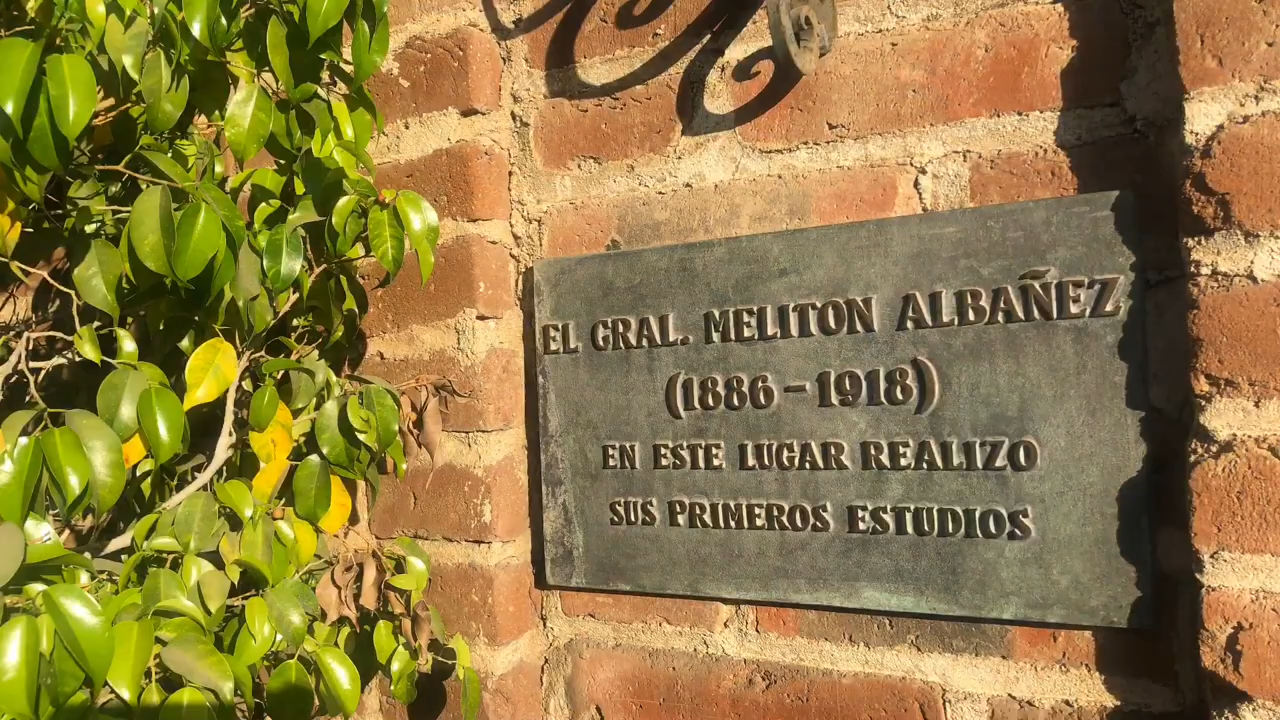 EL GRAL. MELITON ALBAÑEZ
(1886 - 1918)
EN ESTE LUGAR REALIZO
SUS PRIMEROS ESTUDIOS